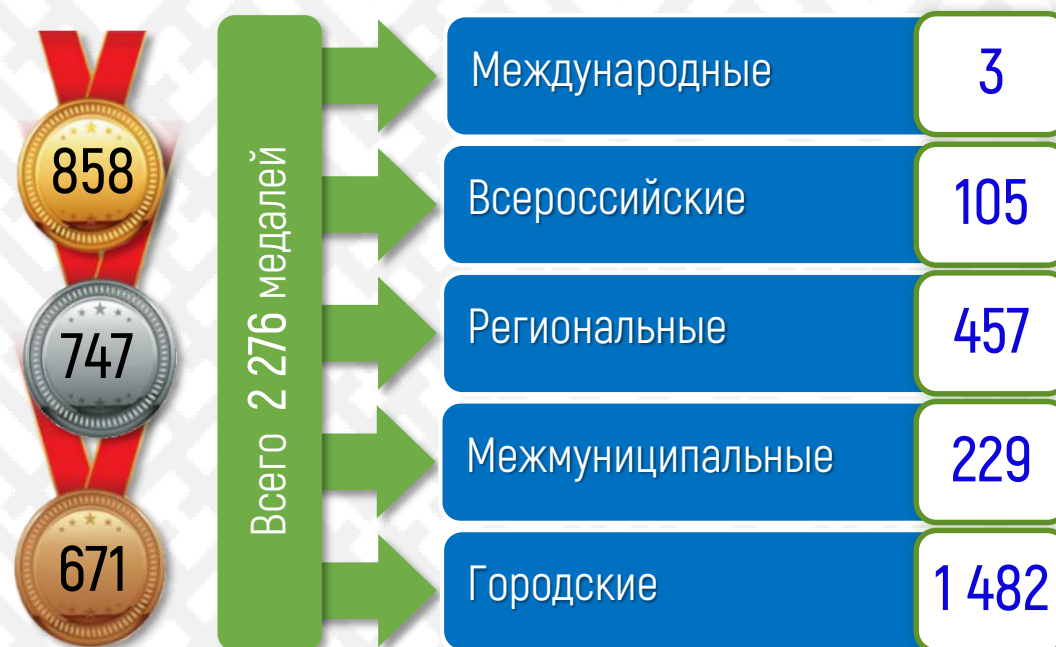 858
747
671
Всего 2 276 медалей
Международные 3
Всероссийские 105
Региональные 457
Межмуниципальные 229
Городские 1 482